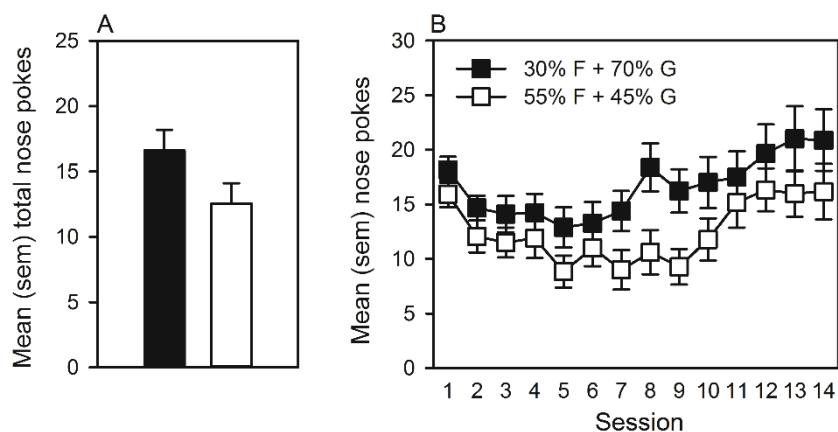 A
Mean (sem) total nose pokes
25
20
15
10
5
0
B
Mean (sem) nose pokes
30
25
20
15
10
5
0
30% F + 70% G
55% F + 45% G
1 2 3 4 5 6 7 8 9 10 11 12 13 14
Session